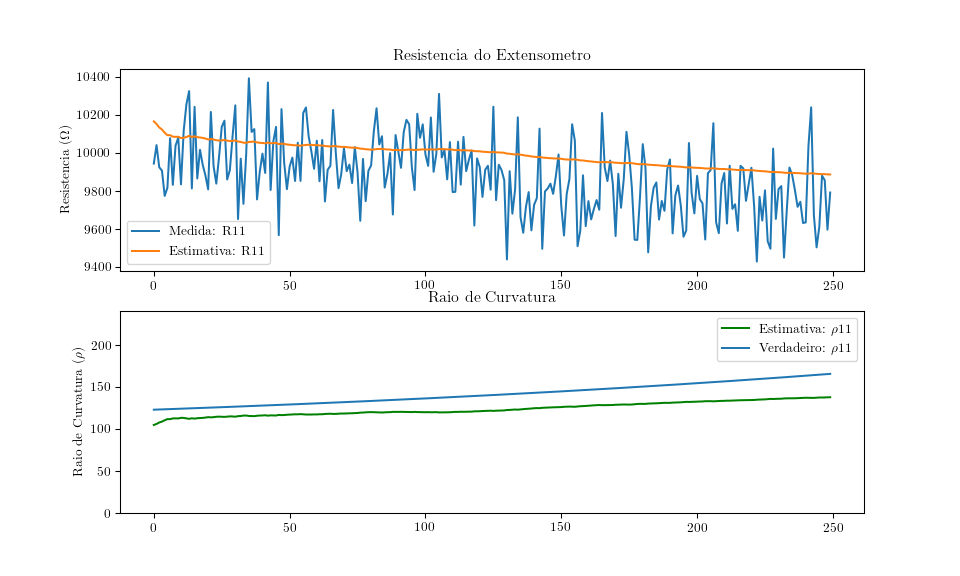 Resistencia do Extensometro
Resistencia (Ω)
10400
10200
10000
9800
9600
9400
Medida: R11
Estimativa: R11
0 50 100 150 200 250
Raio de Curvatura
Raio de Curvatura (ρ)
200
150
100
50
0
Estimativa: ρ11
Verdadeiro: ρ11
0 50 100 150 200 250